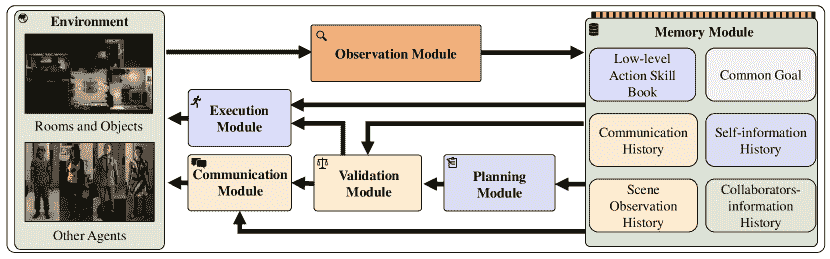 Environment
Rooms and Objects
Other Agents
Observation Module
Execution
Module
Communication
Module
Validation
Module
Planning
Module
Memory Module
Low-level
Action Skill
Book
Common Goal
Communication
History
Self-information
History
Scene
Observation
History
Collaborators-
information
History